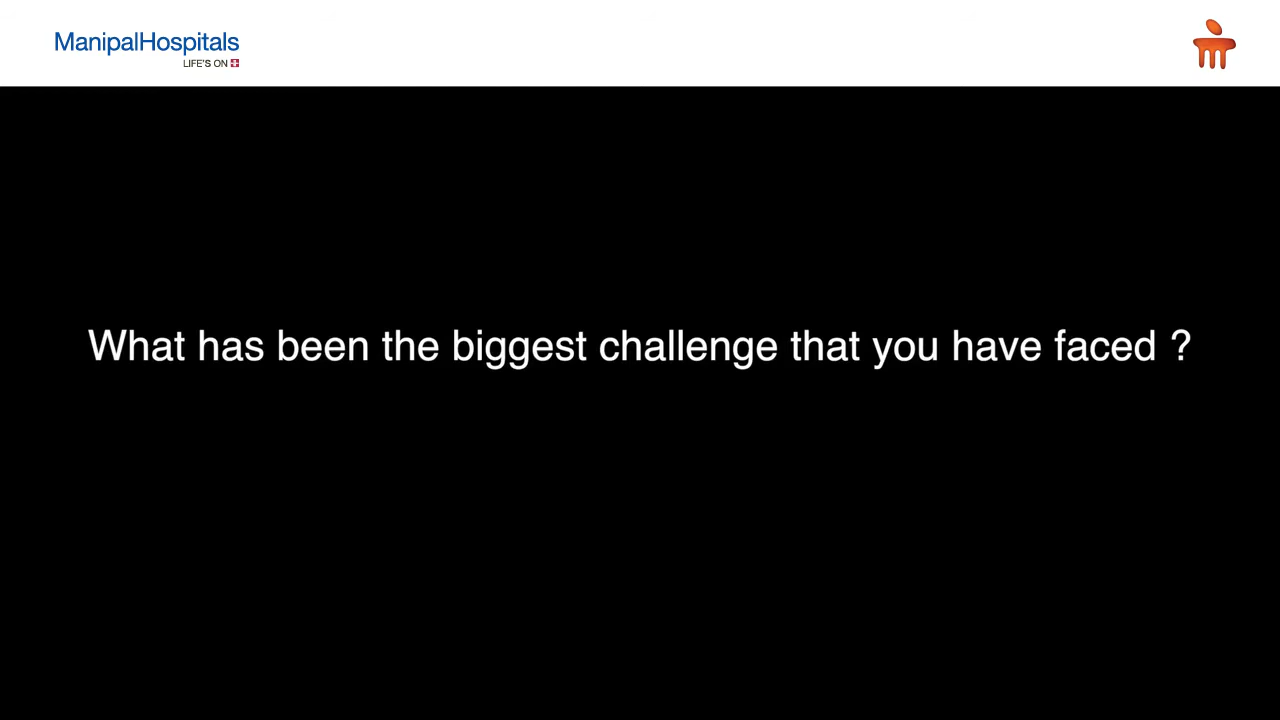 ManipalHospitals
LIFE'S ON
What has been the biggest challenge that you have faced ?